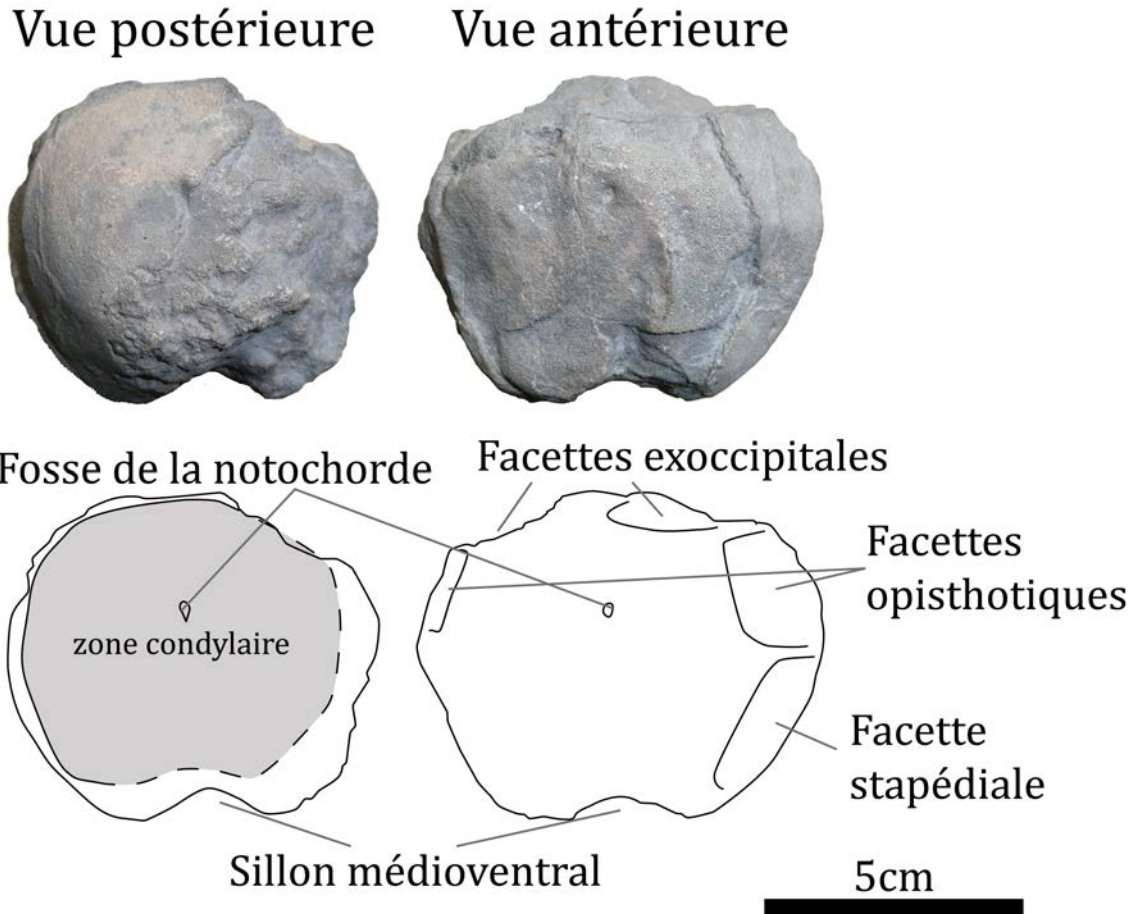 Vue postérieure
Vue antérieure
Fosse de la notochorde
Facettes exoccipitales
zone condylaire
Facettes
opisthotiques
Facette
stapédiale
Sillon médioventral
5cm